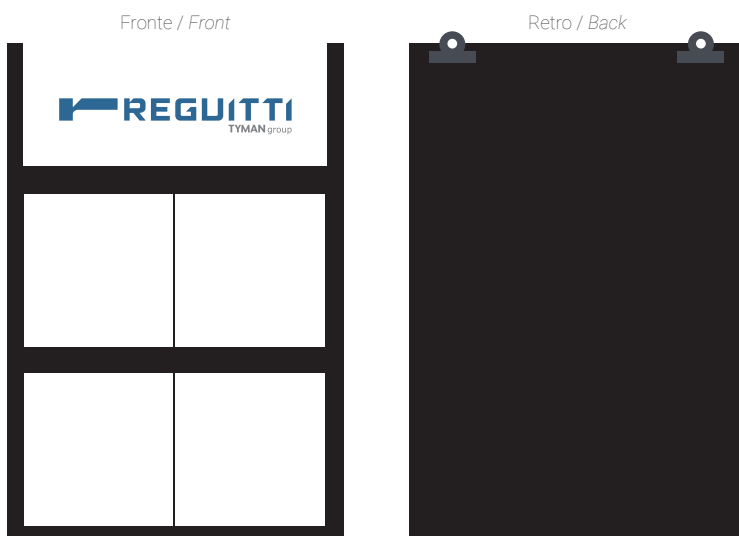 Fronte / Front
Retro / Back
REGUITTI
TYMAN group